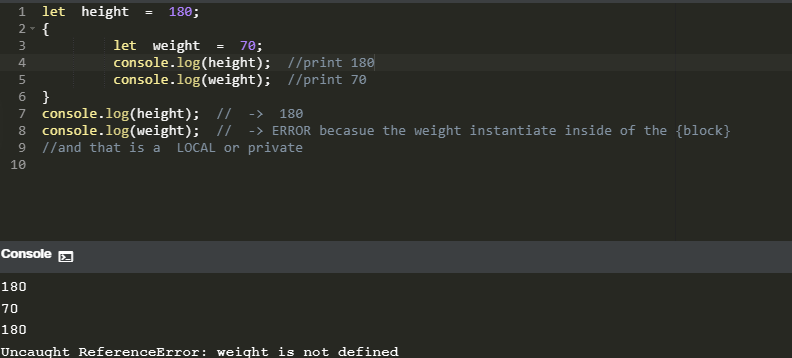 1 let height = 180;
2 {
3 let weight = 70;
4 console.log(height); //print 180
5 console.log(weight); //print 70
6 }
7 console.log(height); // -> 180
8 console.log(weight); // -> ERROR becasue the weight instantiate inside of the {block}
9 //and that is a LOCAL or private
10
Console
180
70
180
Uncaught ReferenceError: weight is not defined